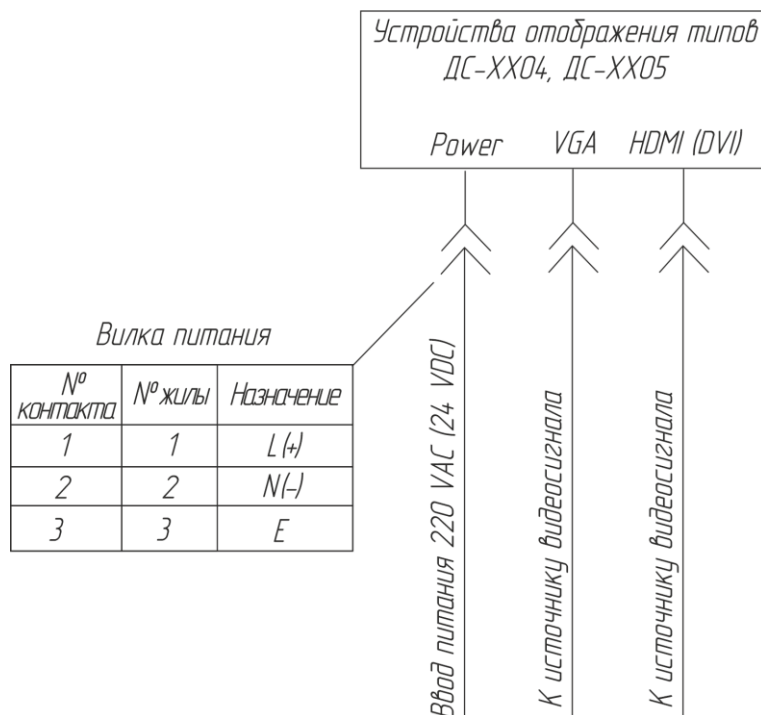 Устройства отображения типов
ДС-ХХ04, ДС-ХХ05
Power VGA HDMI (DVI)
Вилка питания
№ контакта № жилы Назначение
1 1 L(+)
2 2 N(-)
3 3 E
Ввод питания 220 VAC (24 VDC)
К источнику видеосигнала
К источнику видеосигнала